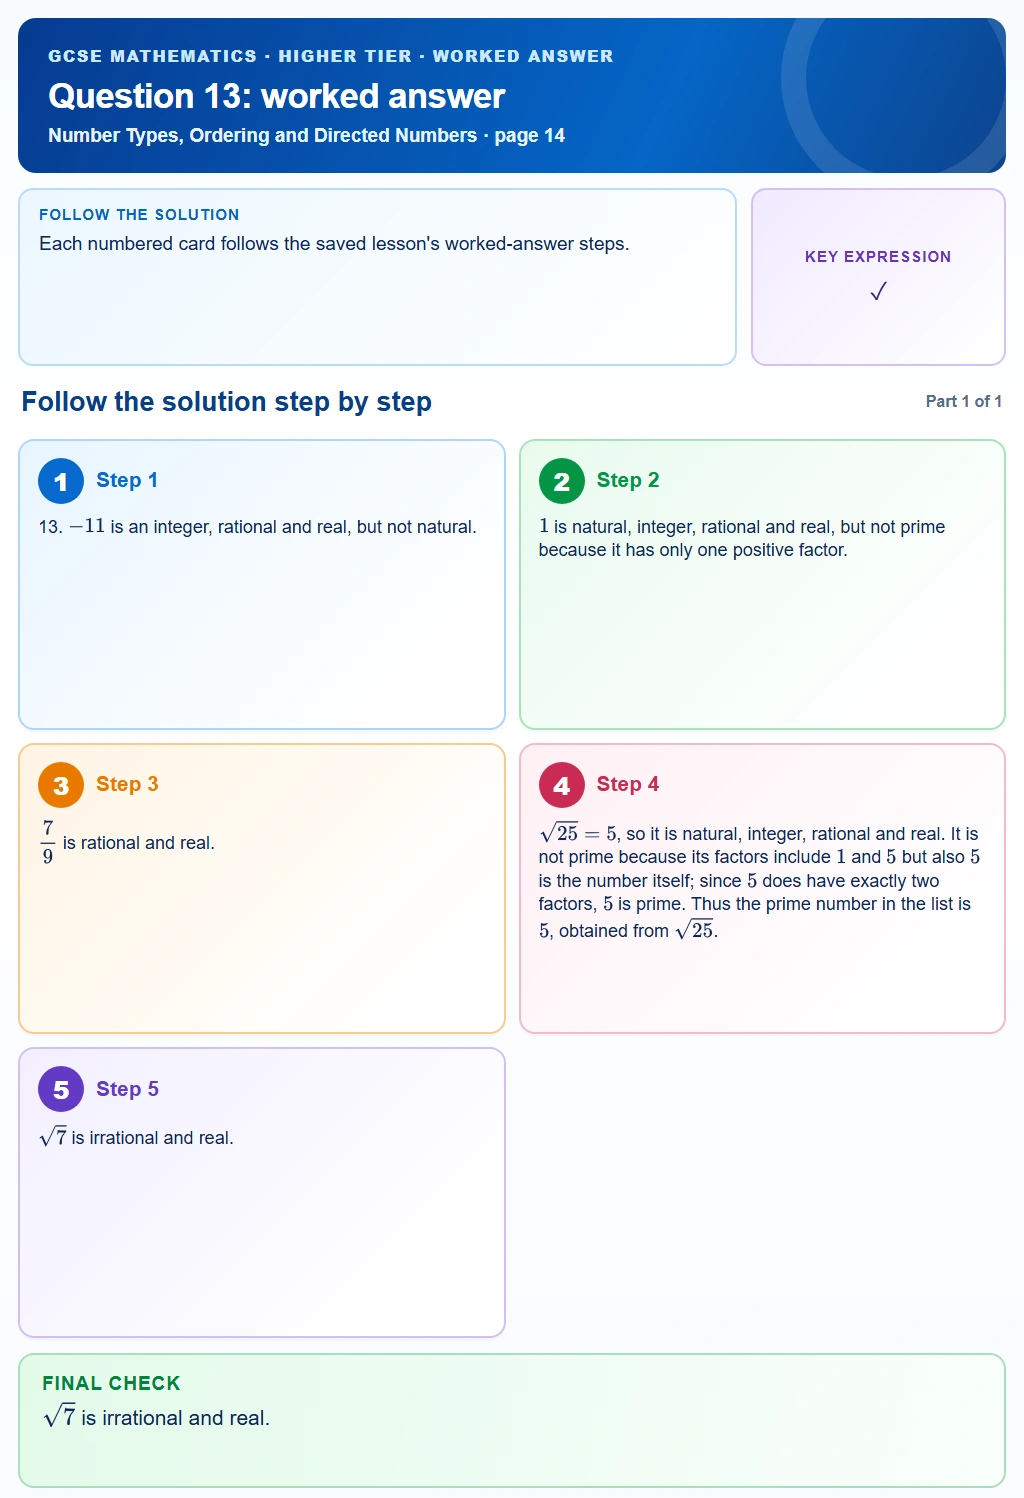 GCSE MATHEMATICS · HIGHER TIER · WORKED ANSWER
Question 13: worked answer
Number Types, Ordering and Directed Numbers · page 14
FOLLOW THE SOLUTION
Each numbered card follows the saved lesson's worked-answer steps.
KEY EXPRESSION
✓
Follow the solution step by step
Part 1 of 1
1 Step 1
13. −11 is an integer, rational and real, but not natural.
2 Step 2
1 is natural, integer, rational and real, but not prime
because it has only one positive factor.
3 Step 3
7/9 is rational and real.
4 Step 4
√25 = 5, so it is natural, integer, rational and real. It is
not prime because its factors include 1 and 5 but also 5
is the number itself; since 5 does have exactly two
factors, 5 is prime. Thus the prime number in the list is
5, obtained from √25.
5 Step 5
√7 is irrational and real.
FINAL CHECK
√7 is irrational and real.